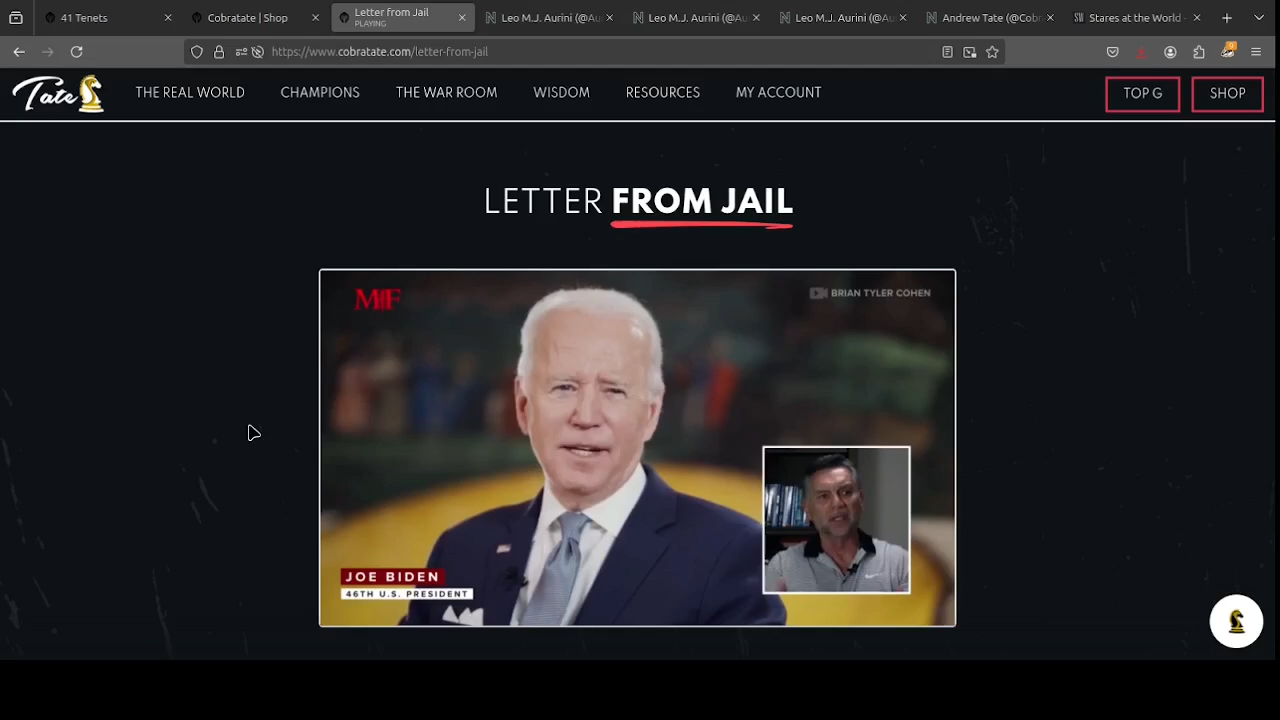 41 Tenets
Cobratate | Shop
Letter from Jail
PLAYING
Leo M.J. Aurini (@Au
Leo M.J. Aurini (@Au
Leo M.J. Aurini (@Au
Andrew Tate (@Cobr
Stares at the World -
https://www.cobratate.com/letter-from-jail
9
Tate
THE REAL WORLD
CHAMPIONS
THE WAR ROOM
WISDOM
RESOURCES
MY ACCOUNT
TOP G
SHOP
LETTER FROM JAIL
BRIAN TYLER COHEN
JOE BIDEN
46TH U.S. PRESIDENT